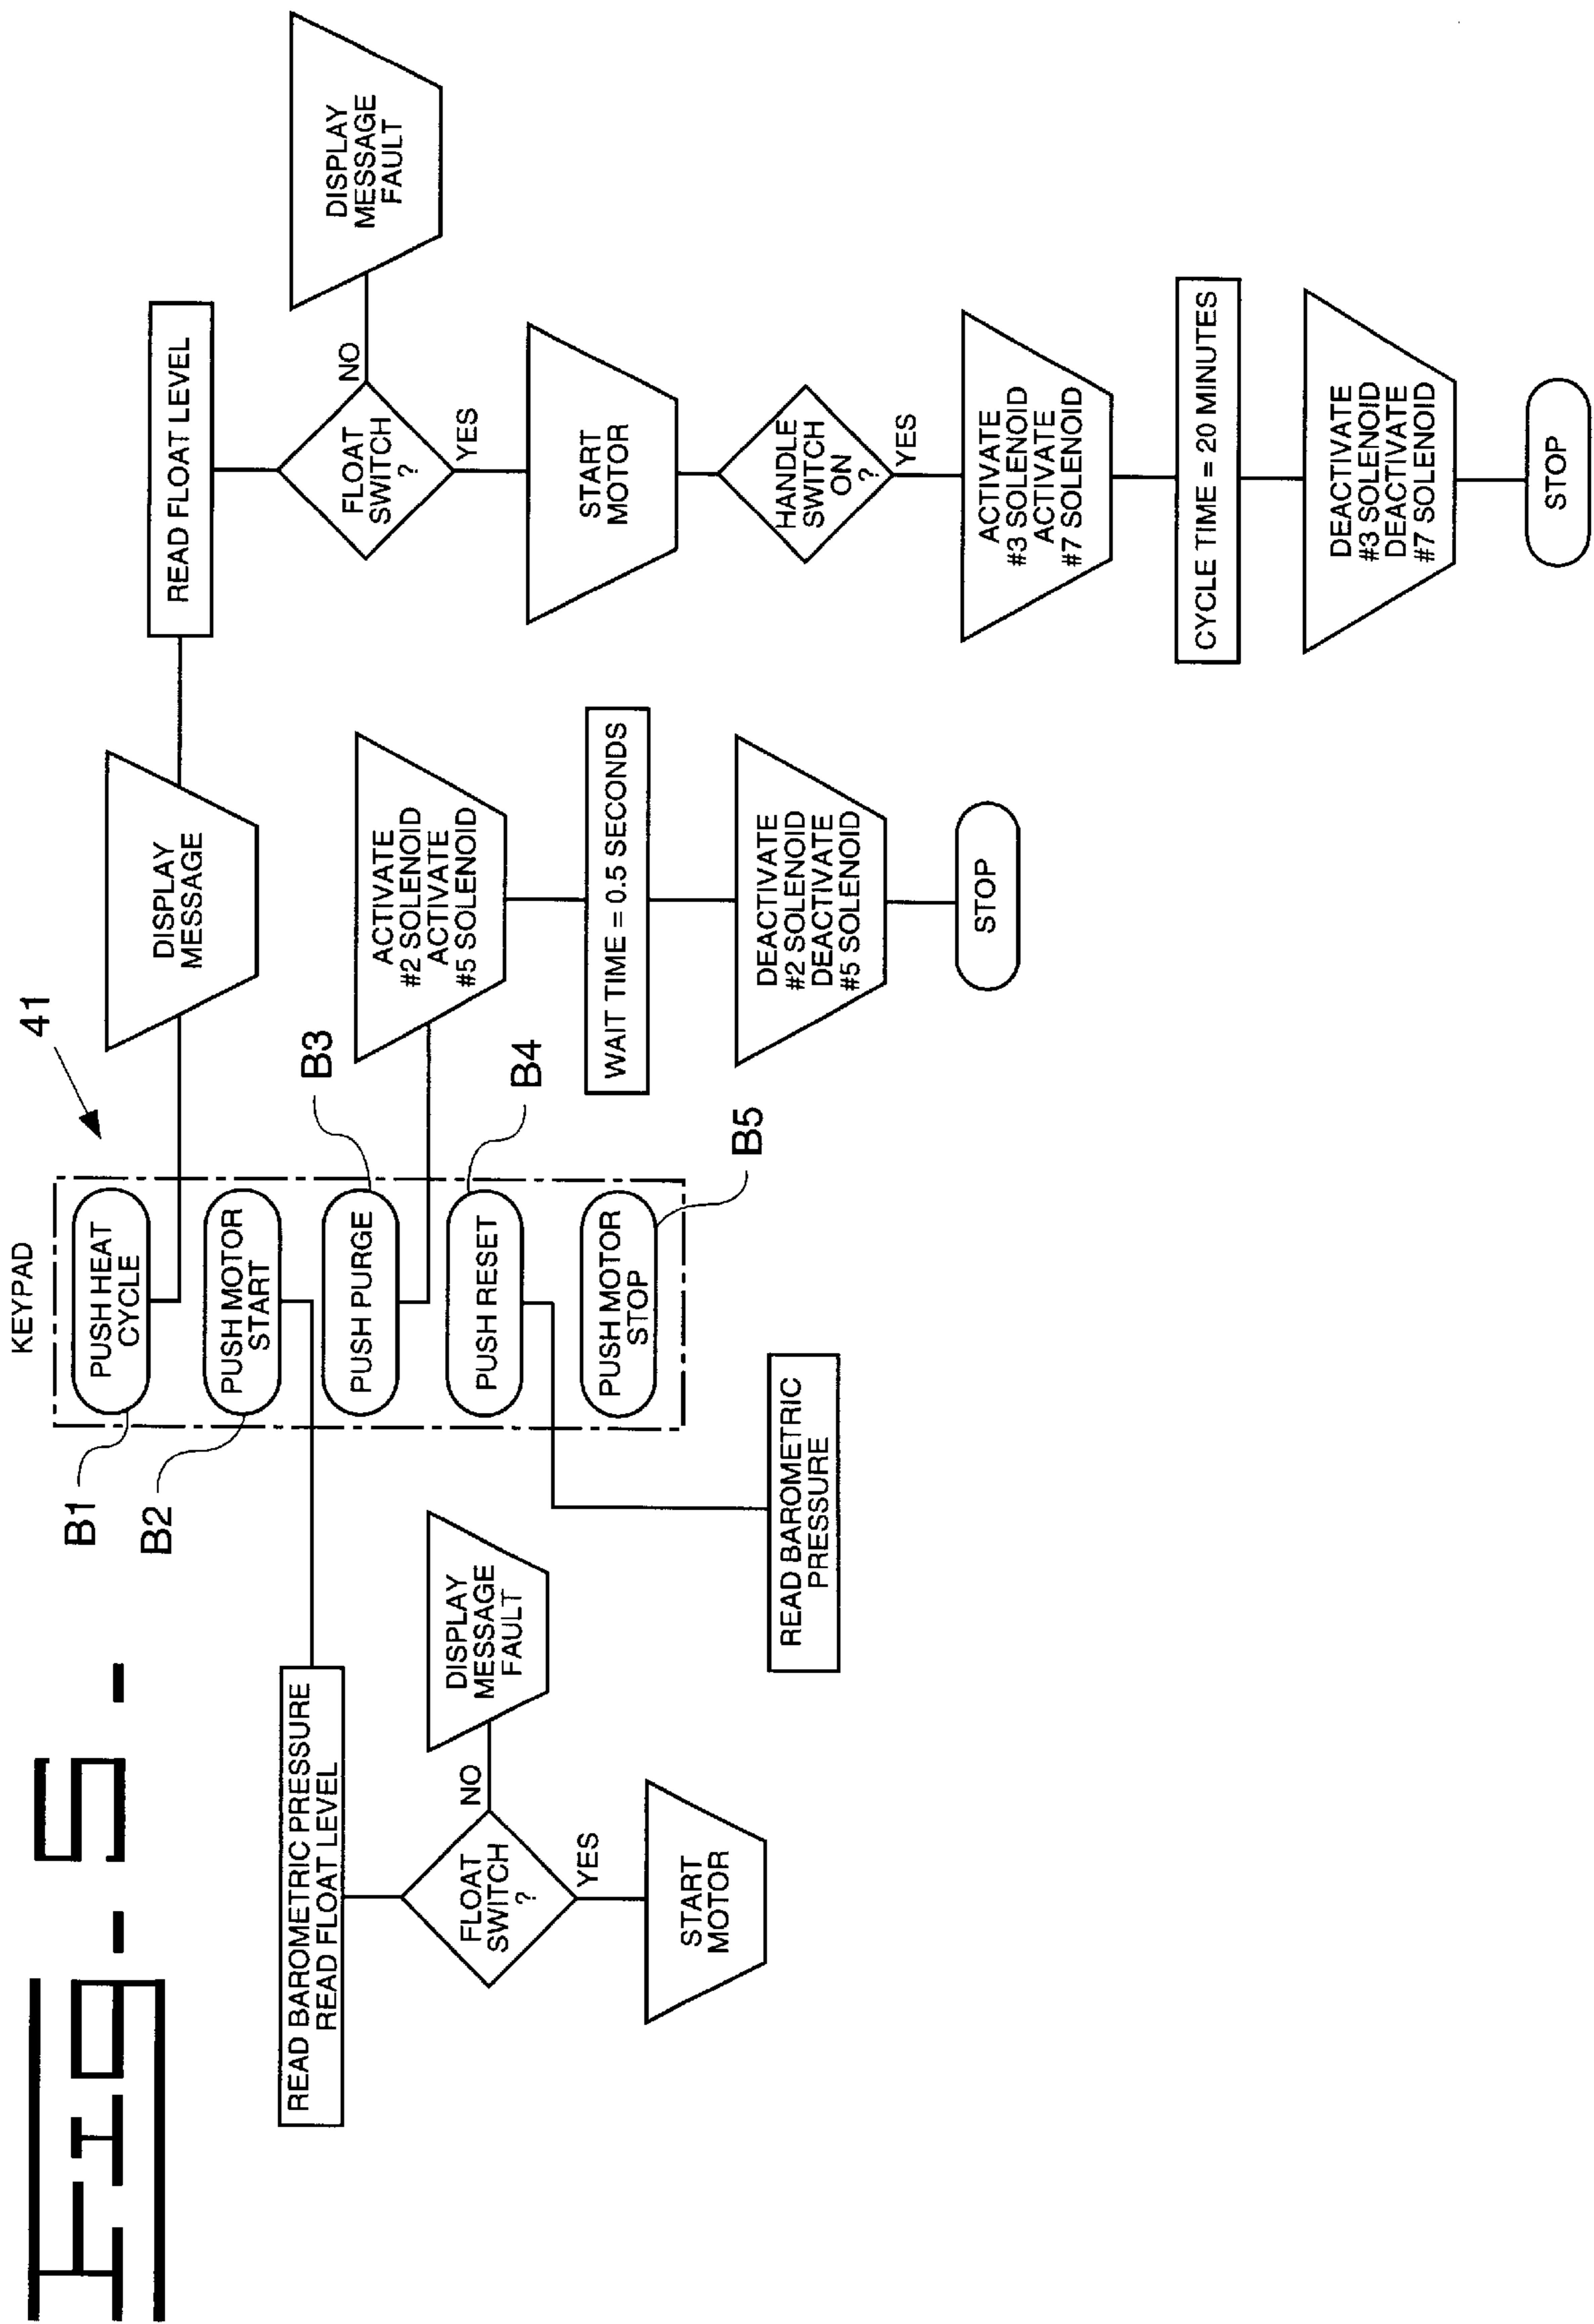 Fig-5-
KEYPAD
41
B1
PUSH HEAT
CYCLE
B2
PUSH MOTOR
START
B3
PUSH PURGE
B4
PUSH RESET
B5
PUSH MOTOR
STOP
DISPLAY
MESSAGE
READ FLOAT LEVEL
FLOAT
SWITCH
?
NO
DISPLAY
MESSAGE
FAULT
YES
START
MOTOR
HANDLE
SWITCH
ON
?
YES
ACTIVATE
#3 SOLENOID
ACTIVATE
#7 SOLENOID
CYCLE TIME = 20 MINUTES
DEACTIVATE
#3 SOLENOID
DEACTIVATE
#7 SOLENOID
STOP
READ BAROMETRIC PRESSURE
READ FLOAT LEVEL
FLOAT
SWITCH
?
NO
DISPLAY
MESSAGE
FAULT
YES
START
MOTOR
ACTIVATE
#2 SOLENOID
ACTIVATE
#5 SOLENOID
WAIT TIME = 0.5 SECONDS
DEACTIVATE
#2 SOLENOID
DEACTIVATE
#5 SOLENOID
STOP
READ BAROMETRIC
PRESSURE